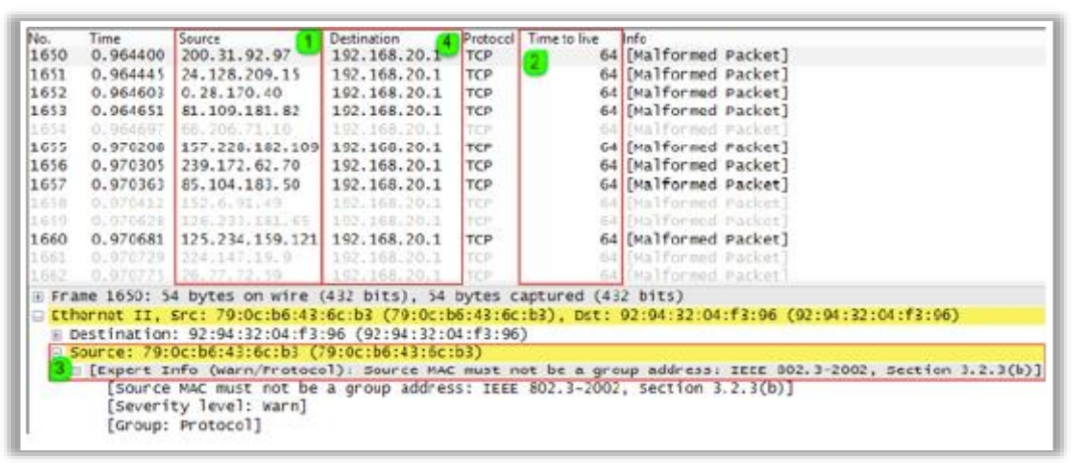 No. Time Source 1 Destination 4 Protocol Time to live Info
1650 0.964400 200.31.92.97 192.168.20.1 TCP 2 64 [Malformed Packet]
1651 0.964445 24.128.209.15 192.168.20.1 TCP 64 [Malformed Packet]
1652 0.964603 0.28.170.40 192.168.20.1 TCP 64 [Malformed Packet]
1653 0.964651 81.109.181.82 192.168.20.1 TCP 64 [Malformed Packet]
1654 0.964697 66.206.71.10 192.168.20.1 TCP 64 [Malformed Packet]
1655 0.970208 157.228.182.109 192.168.20.1 TCP 64 [Malformed Packet]
1656 0.970305 239.172.62.70 192.168.20.1 TCP 64 [Malformed Packet]
1657 0.970363 85.104.183.50 192.168.20.1 TCP 64 [Malformed Packet]
1658 0.970412 152.6.91.49 192.168.20.1 TCP 64 [Malformed Packet]
1659 0.970628 126.233.181.65 192.168.20.1 TCP 64 [Malformed Packet]
1660 0.970681 125.234.159.121 192.168.20.1 TCP 64 [Malformed Packet]
1661 0.970729 224.147.19.9 192.168.20.1 TCP 64 [Malformed Packet]
1662 0.970775 26.77.72.59 192.168.20.1 TCP 64 [Malformed Packet]
Frame 1650: 54 bytes on wire (432 bits), 54 bytes captured (432 bits)
Ethernet II, Src: 79:0c:b6:43:6c:b3 (79:0c:b6:43:6c:b3), Dst: 92:94:32:04:f3:96 (92:94:32:04:f3:96)
Destination: 92:94:32:04:f3:96 (92:94:32:04:f3:96)
Source: 79:0c:b6:43:6c:b3 (79:0c:b6:43:6c:b3)
3 [Expert Info (Warn/Protocol): Source MAC must not be a group address: IEEE 802.3-2002, Section 3.2.3(b)]
[Source MAC must not be a group address: IEEE 802.3-2002, Section 3.2.3(b)]
[Severity level: Warn]
[Group: Protocol]